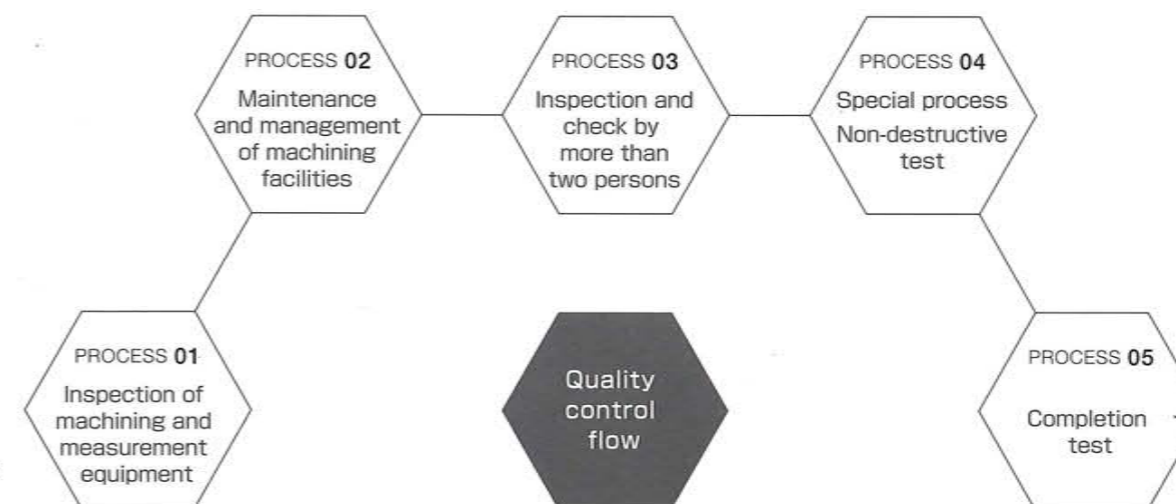 PROCESS 02
Maintenance
and management
of machining
facilities
PROCESS 03
Inspection and
check by
more than
two persons
PROCESS 04
Special process
Non-destructive
test
PROCESS 01
Inspection of
machining and
measurement
equipment
Quality
control
flow
PROCESS 05
Completion
test